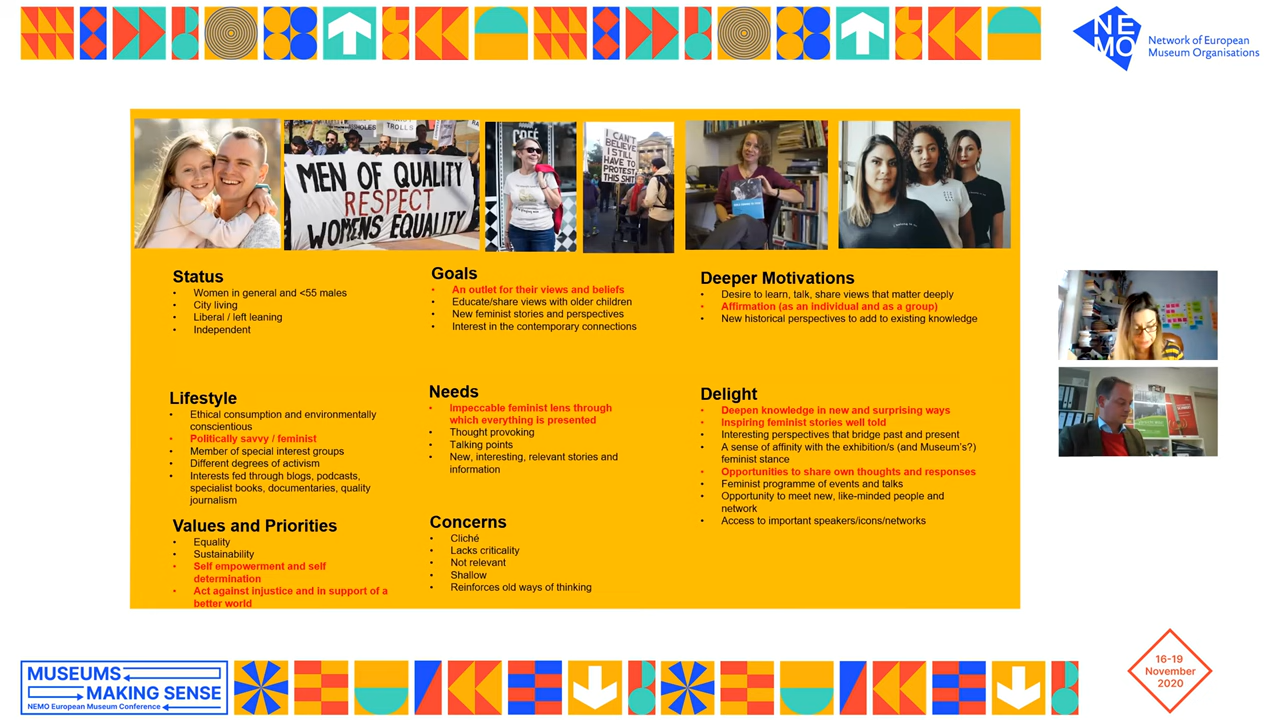 NE
MO
Network of European
Museum Organisations
HOLES
TROLLS
RA
MEN OF QUALITY
RESPECT
WOMENS EQUALITY
CAFÉ
I CAN'T
BELIEVE
I STILL
HAVE TO
PROTEST
THIS SHIT
Status
• Women in general and <55 males
• City living
• Liberal / left leaning
• Independent
Goals
• An outlet for their views and beliefs
• Educate/share views with older children
• New feminist stories and perspectives
• Interest in the contemporary connections
Deeper Motivations
• Desire to learn, talk, share views that matter deeply
• Affirmation (as an individual and as a group)
• New historical perspectives to add to existing knowledge
Lifestyle
• Ethical consumption and environmentally
conscientious
• Politically savvy / feminist
• Member of special interest groups
• Different degrees of activism
• Interests fed through blogs, podcasts,
specialist books, documentaries, quality
journalism
Needs
• Impeccable feminist lens through
which everything is presented
• Thought provoking
• Talking points
• New, interesting, relevant stories and
information
Delight
• Deepen knowledge in new and surprising ways
• Inspiring feminist stories well told
• Interesting perspectives that bridge past and present
• A sense of affinity with the exhibition/s (and Museum's?)
feminist stance
• Opportunities to share own thoughts and responses
• Feminist programme of events and talks
• Opportunity to meet new, like-minded people and
network
• Access to important speakers/icons/networks
Values and Priorities
• Equality
• Sustainability
• Self empowerment and self
determination
• Act against injustice and in support of a
better world
Concerns
• Cliché
• Lacks criticality
• Not relevant
• Shallow
• Reinforces old ways of thinking
MUSEUMS
MAKING SENSE
NEMO European Museum Conference
16-19
November
2020